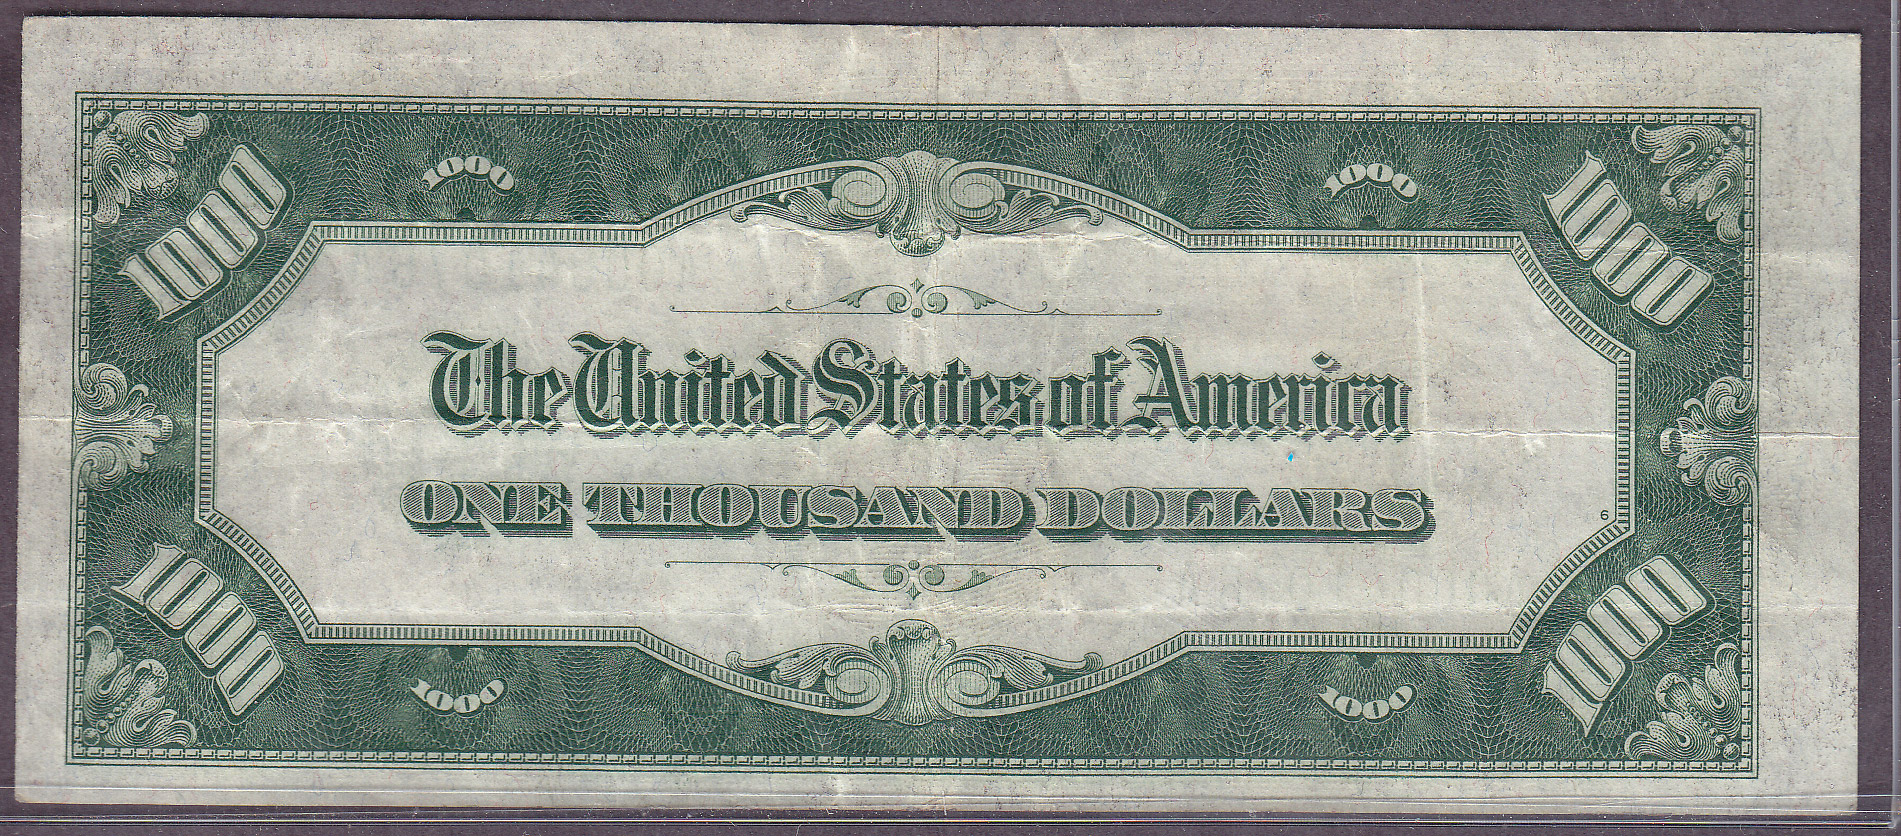 1000 1000 1000 1000
The United States of America
ONE THOUSAND DOLLARS
6
1000 1000 1000 1000